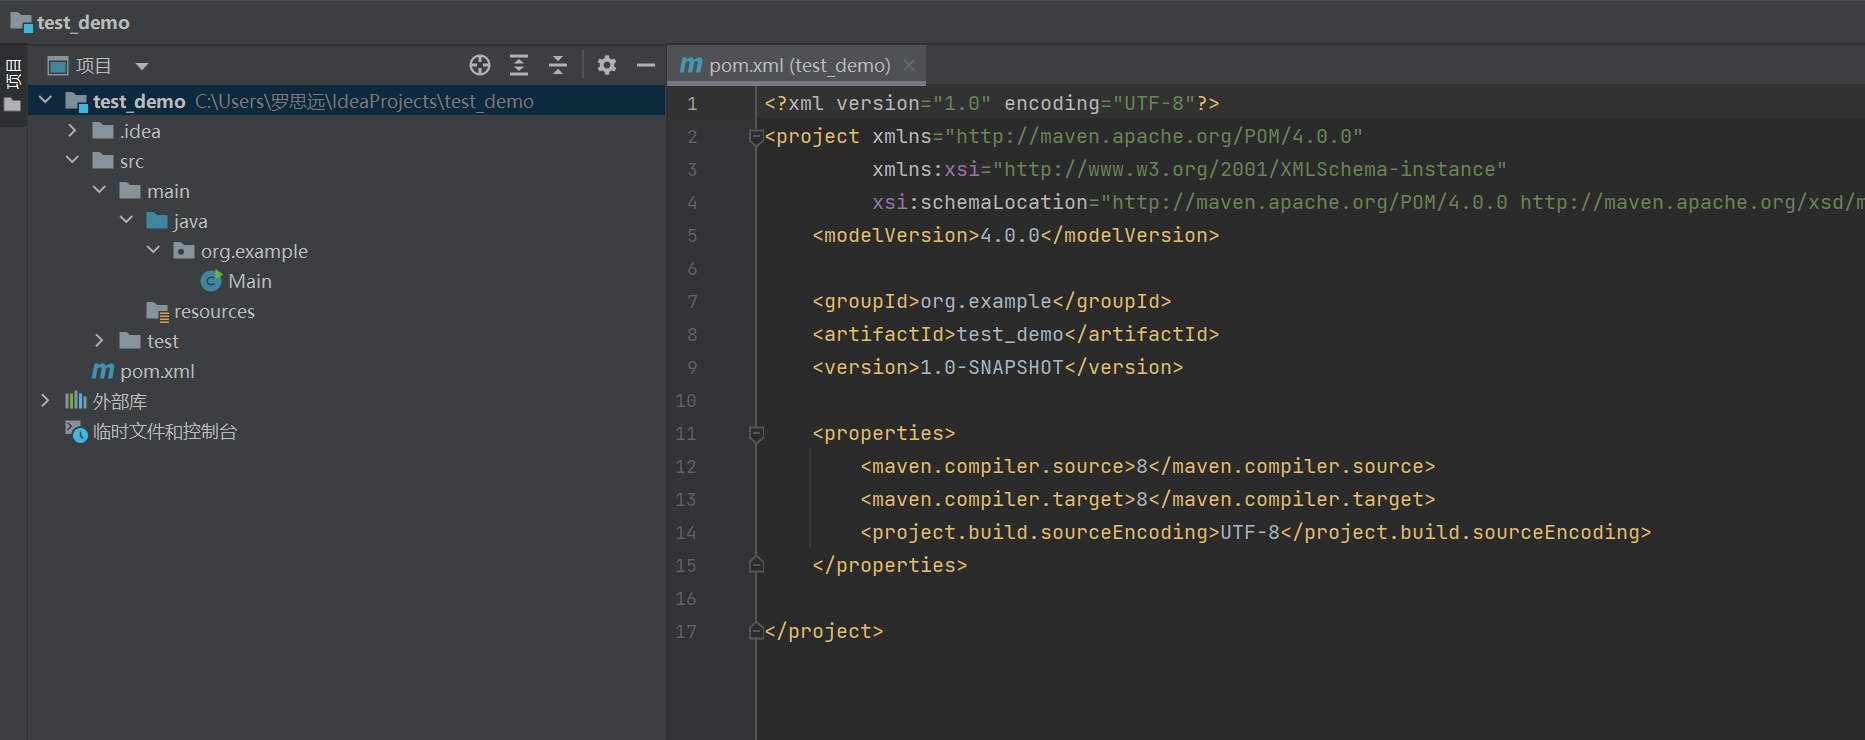 test_demo
项目
项目
test_demo C:\Users\罗思远\IdeaProjects\test_demo
.idea
src
main
java
org.example
Main
resources
test
pom.xml
外部库
临时文件和控制台
pom.xml (test_demo)
1 <?xml version="1.0" encoding="UTF-8"?>
2 <project xmlns="http://maven.apache.org/POM/4.0.0"
3 xmlns:xsi="http://www.w3.org/2001/XMLSchema-instance"
4 xsi:schemaLocation="http://maven.apache.org/POM/4.0.0 http://maven.apache.org/xsd/m
5 <modelVersion>4.0.0</modelVersion>
6
7 <groupId>org.example</groupId>
8 <artifactId>test_demo</artifactId>
9 <version>1.0-SNAPSHOT</version>
10
11 <properties>
12 <maven.compiler.source>8</maven.compiler.source>
13 <maven.compiler.target>8</maven.compiler.target>
14 <project.build.sourceEncoding>UTF-8</project.build.sourceEncoding>
15 </properties>
16
17 </project>